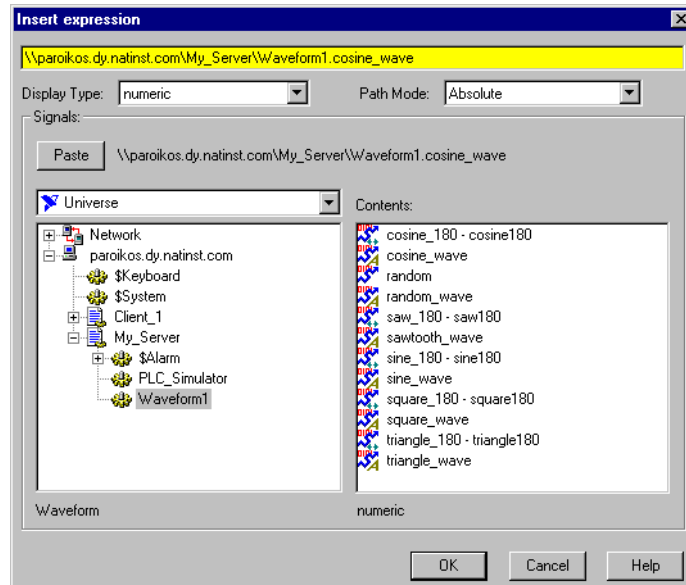 Insert expression
\\paroikos.dy.natinst.com\My_Server\Waveform1.cosine_wave
Display Type: numeric Path Mode: Absolute
Signals:
Paste \\paroikos.dy.natinst.com\My_Server\Waveform1.cosine_wave
Universe
Contents:
Network
paroikos.dy.natinst.com
$Keyboard
$System
Client_1
My_Server
$Alarm
PLC_Simulator
Waveform1
cosine_180 - cosine180
cosine_wave
random
random_wave
saw_180 - saw180
sawtooth_wave
sine_180 - sine180
sine_wave
square_180 - square180
square_wave
triangle_180 - triangle180
triangle_wave
Waveform numeric
OK Cancel Help